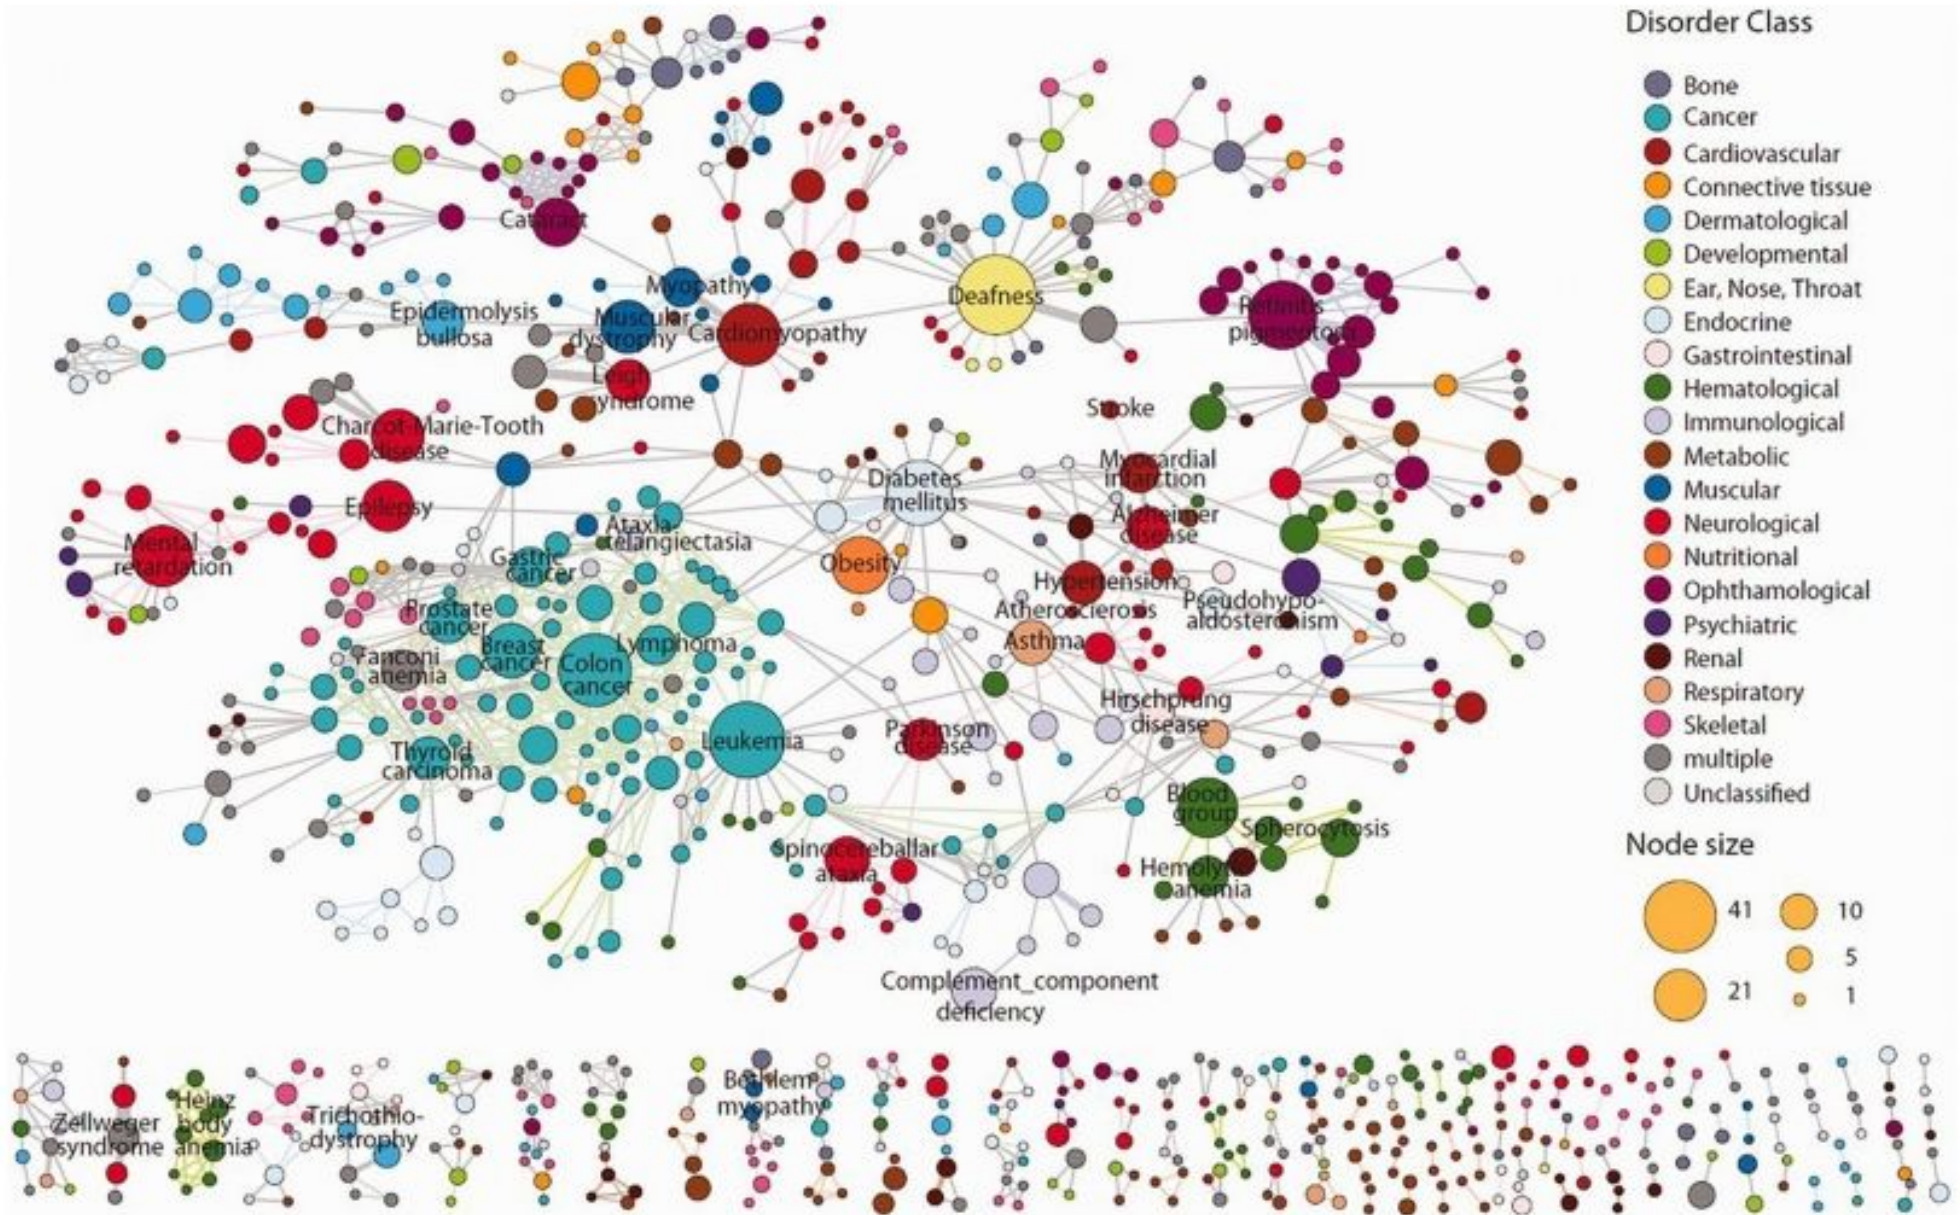 Disorder Class
Bone
Cancer
Cardiovascular
Connective tissue
Dermatological
Developmental
Ear, Nose, Throat
Endocrine
Gastrointestinal
Hematological
Immunological
Metabolic
Muscular
Neurological
Nutritional
Ophthamological
Psychiatric
Renal
Respiratory
Skeletal
multiple
Unclassified
Node size
41
10
5
21
1
Cataract
Myopathy
Epidermolysis
bullosa
Muscular
dystrophy
Cardiomyopathy
Deafness
Retinitis
pigmentosa
Leigh
syndrome
Charcot-Marie-Tooth
disease
Stroke
Epilepsy
Diabetes
mellitus
Myocardial
infarction
Mental
retardation
Ataxia-
telangiectasia
Alzheimer
disease
Gastric
cancer
Obesity
Hypertension
Prostate
cancer
Atheroscierosis
Pseudohypo-
aldosteronism
Breast
cancer
Lymphoma
Asthma
Fanconi
anemia
Colon
cancer
Hirschprung
disease
Parkinson
disease
Leukemia
Thyroid
carcinoma
Blood
group
Spherocytosis
Spinocereballar
ataxia
Hemolytic
anemia
Complement_component
deficiency
Zellweger
syndrome
Heinz
body
anemia
Trichothio-
dystrophy
Bethlem
myopathy